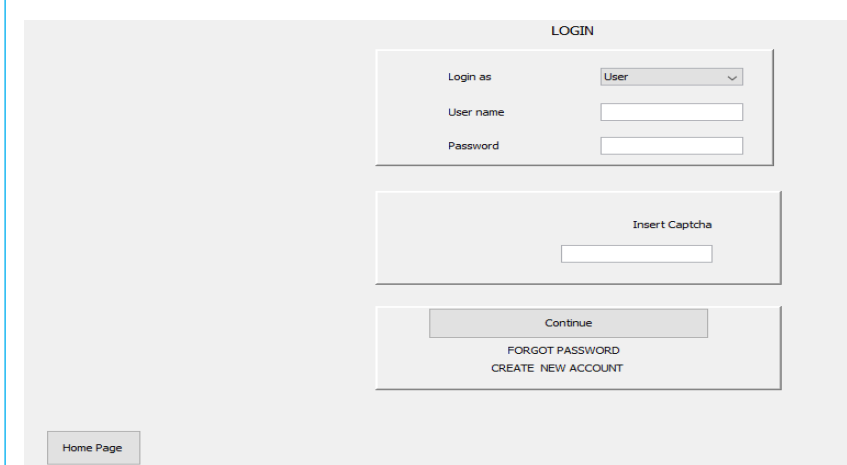 LOGIN
Login as User
User name
Password
Insert Captcha
Continue
FORGOT PASSWORD
CREATE NEW ACCOUNT
Home Page